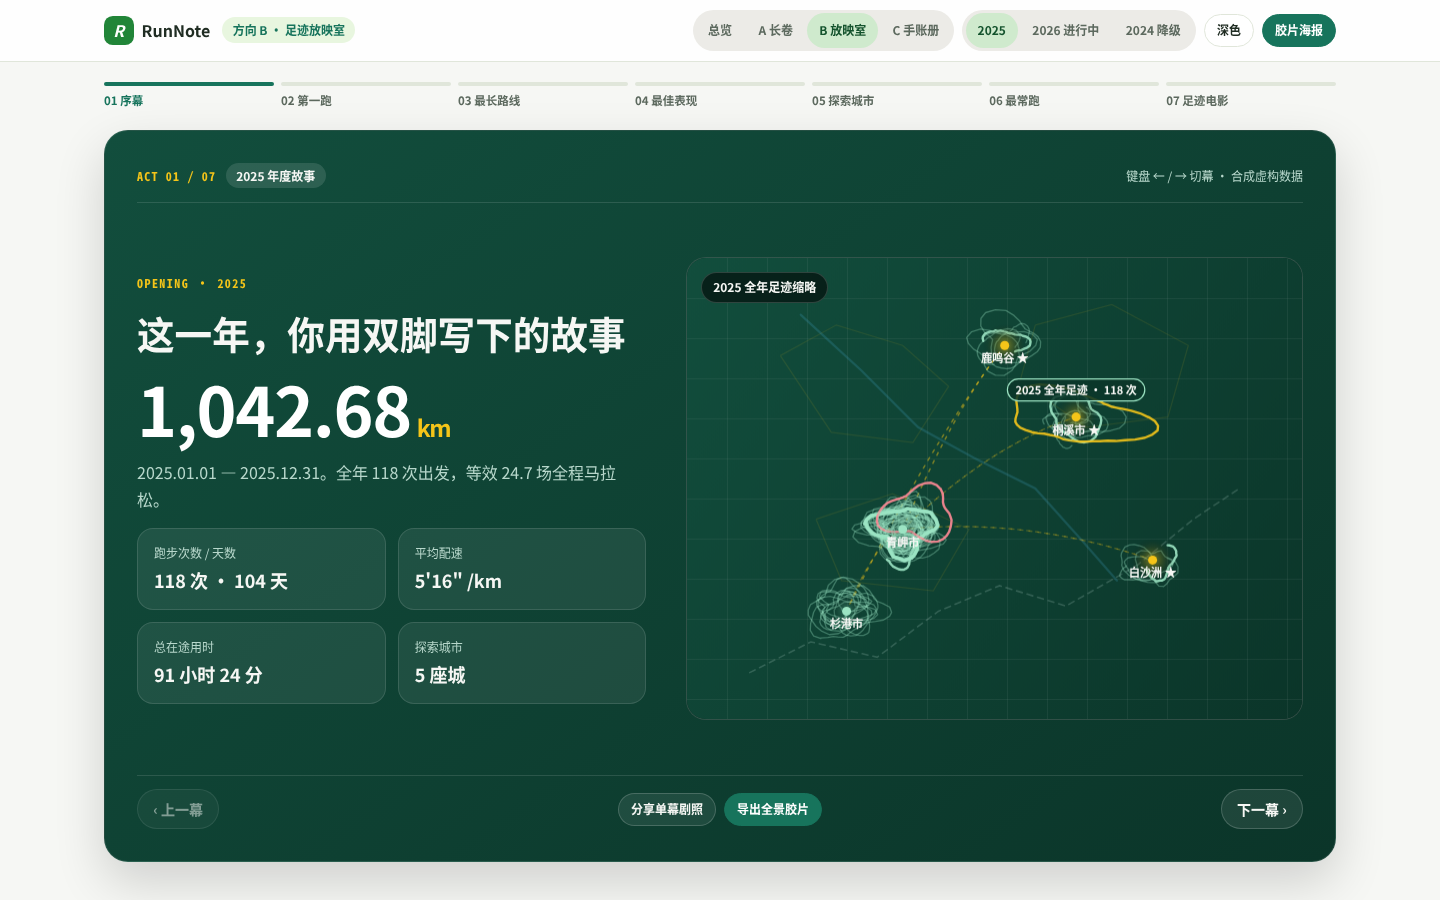 R RunNote 方向 B · 足迹放映室 总览 A 长卷 B 放映室 C 手账册 2025 2026 进行中 2024 降级 深色 胶片海报
01 序幕 02 第一跑 03 最长路线 04 最佳表现 05 探索城市 06 最常跑 07 足迹电影
ACT 01 / 07 2025 年度故事 键盘 ← / → 切幕 · 合成虚构数据
OPENING · 2025
这一年，你用双脚写下的故事
1,042.68 km
2025.01.01 — 2025.12.31。全年 118 次出发，等效 24.7 场全程马拉
松。
跑步次数 / 天数
118 次 · 104 天
平均配速
5'16" /km
总在途用时
91 小时 24 分
探索城市
5 座城
2025 全年足迹缩略
鹿鸣谷 ★
2025 全年足迹 · 118 次
桐溪市 ★
青岬市
白沙洲 ★
杉港市
‹ 上一幕 分享单幕剧照 导出全景胶片 下一幕 ›